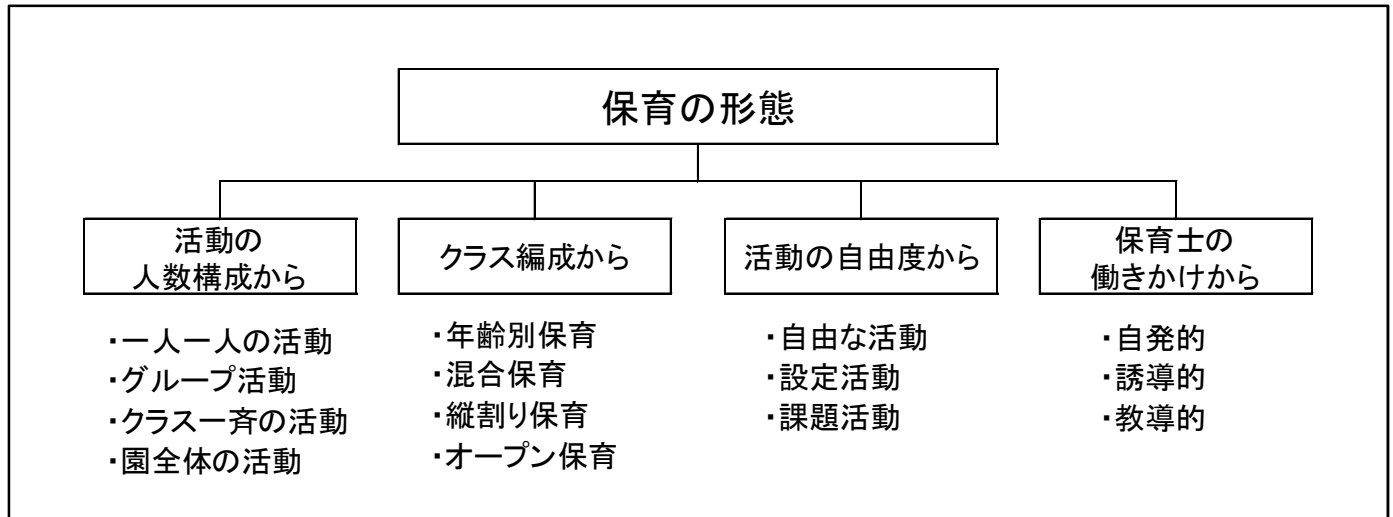 保育の形態
活動の
人数構成から
・一人一人の活動
・グループ活動
・クラス一斉の活動
・園全体の活動
クラス編成から
・年齢別保育
・混合保育
・縦割り保育
・オープン保育
活動の自由度から
・自由な活動
・設定活動
・課題活動
保育士の
働きかけから
・自発的
・誘導的
・教導的